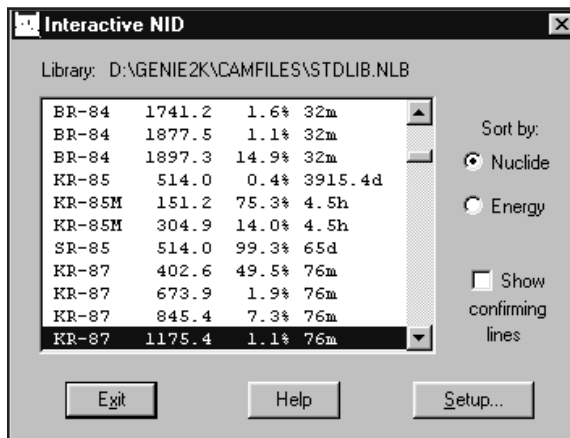 Interactive NID
Library: D:\GENIE2K\CAMFILES\STDLIB.NLB
BR-84 1741.2 1.6% 32m
BR-84 1877.5 1.1% 32m
BR-84 1897.3 14.9% 32m
KR-85 514.0 0.4% 3915.4d
KR-85M 151.2 75.3% 4.5h
KR-85M 304.9 14.0% 4.5h
SR-85 514.0 99.3% 65d
KR-87 402.6 49.5% 76m
KR-87 673.9 1.9% 76m
KR-87 845.4 7.3% 76m
KR-87 1175.4 1.1% 76m
Sort by:
Nuclide
Energy
Show
confirming
lines
Exit Help Setup...